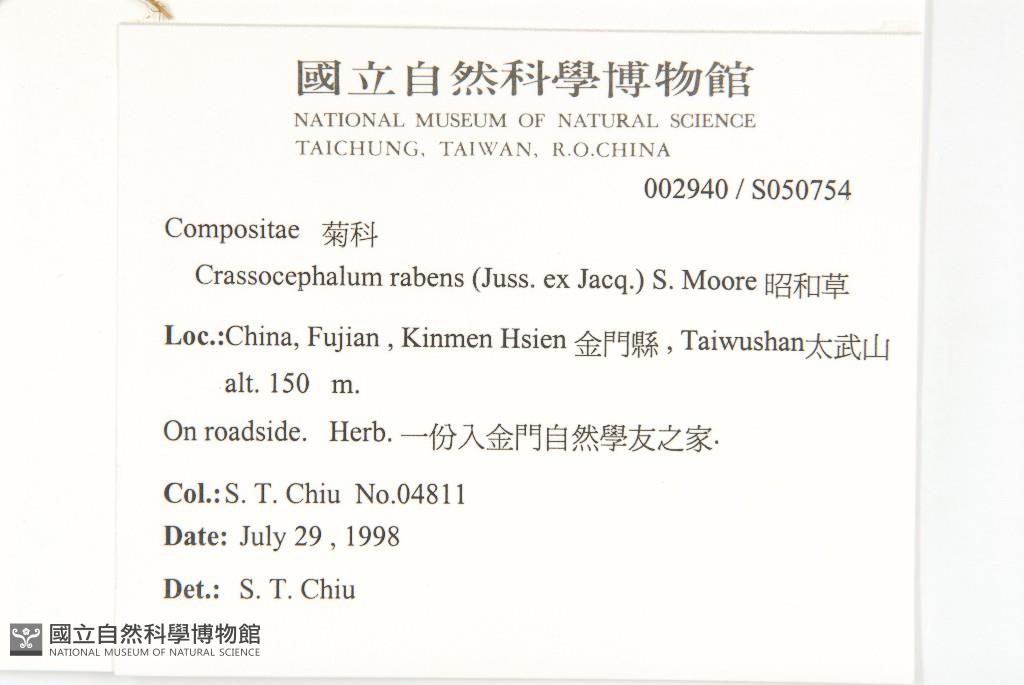 國立自然科學博物館
NATIONAL MUSEUM OF NATURAL SCIENCE
TAICHUNG, TAIWAN, R.O.CHINA
002940 / S050754
Compositae 菊科
Crassocephalum rabens (Juss. ex Jacq.) S. Moore 昭和草
Loc.:China, Fujian , Kinmen Hsien 金門縣 , Taiwushan太武山
alt. 150 m.
On roadside. Herb. 一份入金門自然學友之家.
Col.: S. T. Chiu No.04811
Date: July 29 , 1998
Det.: S. T. Chiu
國立自然科學博物館
NATIONAL MUSEUM OF NATURAL SCIENCE